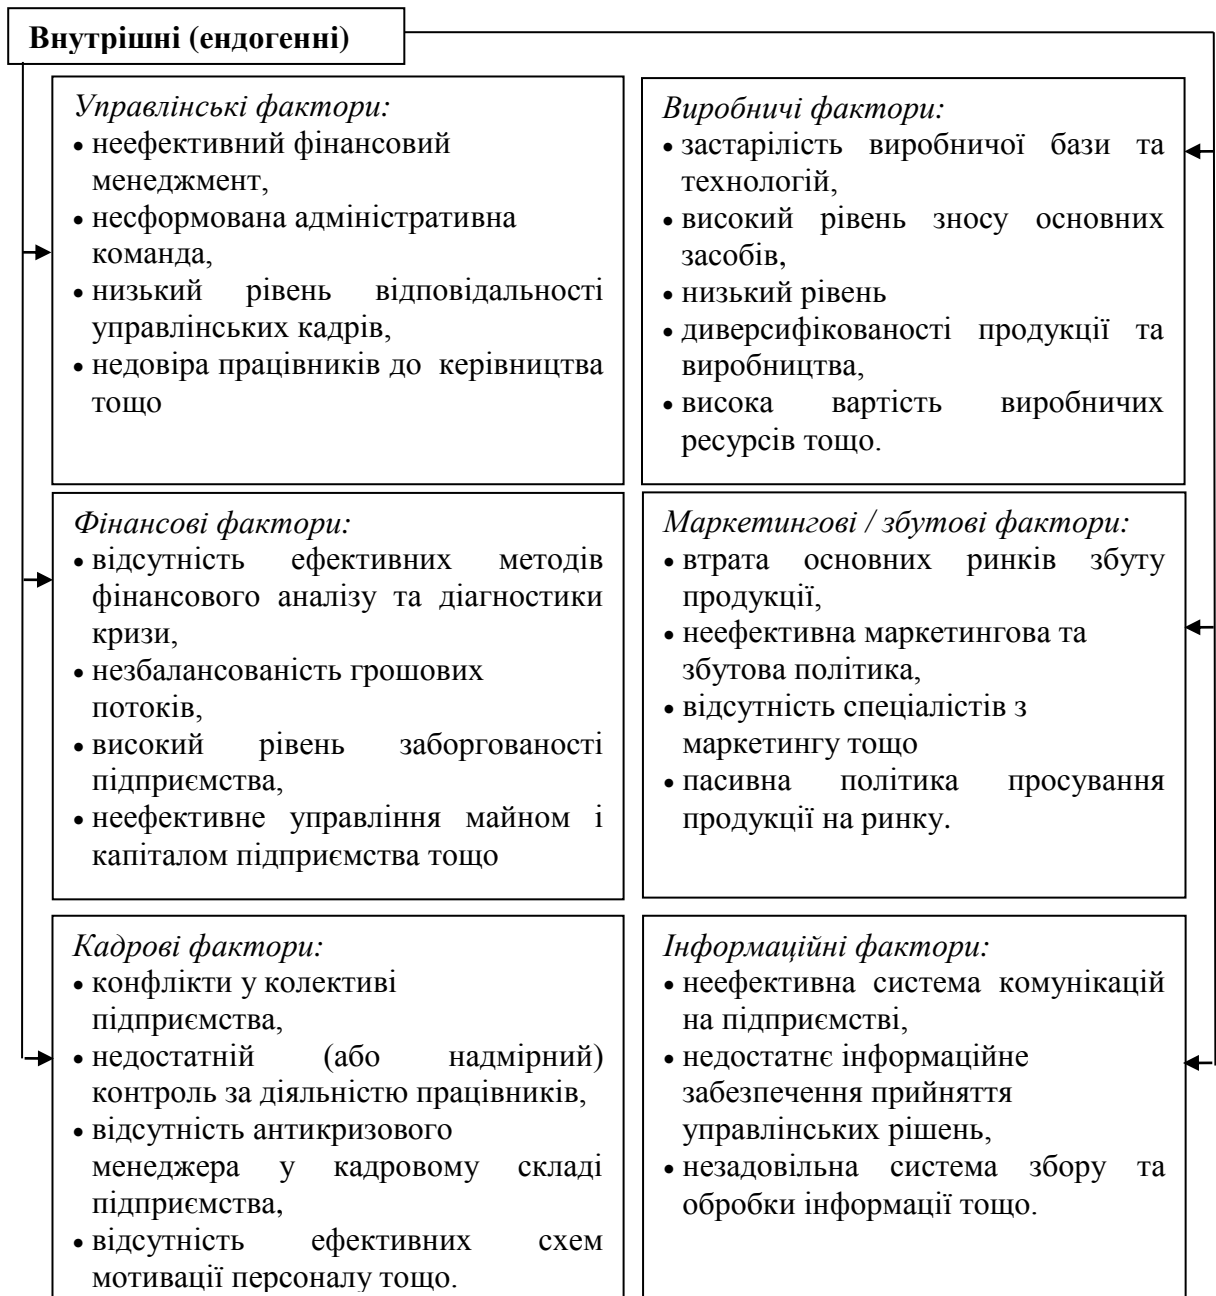 Внутрішні (ендогенні)
Управлінські фактори:
• неефективний фінансовий
менеджмент,
• несформована адміністративна
команда,
• низький рівень відповідальності
управлінських кадрів,
• недовіра працівників до керівництва
тощо
Виробничі фактори:
• застарілість виробничої бази та
технологій,
• високий рівень зносу основних
засобів,
• низький рівень
• диверсифікованості продукції та
виробництва,
• висока вартість виробничих
ресурсів тощо.
Фінансові фактори:
• відсутність ефективних методів
фінансового аналізу та діагностики
кризи,
• незбалансованість грошових
потоків,
• високий рівень заборгованості
підприємства,
• неефективне управління майном і
капіталом підприємства тощо
Маркетингові / збутові фактори:
• втрата основних ринків збуту
продукції,
• неефективна маркетингова та
збутова політика,
• відсутність спеціалістів з
маркетингу тощо
• пасивна політика просування
продукції на ринку.
Кадрові фактори:
• конфлікти у колективі
підприємства,
• недостатній (або надмірний)
контроль за діяльністю працівників,
• відсутність антикризового
менеджера у кадровому складі
підприємства,
• відсутність ефективних схем
мотивації персоналу тощо.
Інформаційні фактори:
• неефективна система комунікацій
на підприємстві,
• недостатнє інформаційне
забезпечення прийняття
управлінських рішень,
• незадовільна система збору та
обробки інформації тощо.